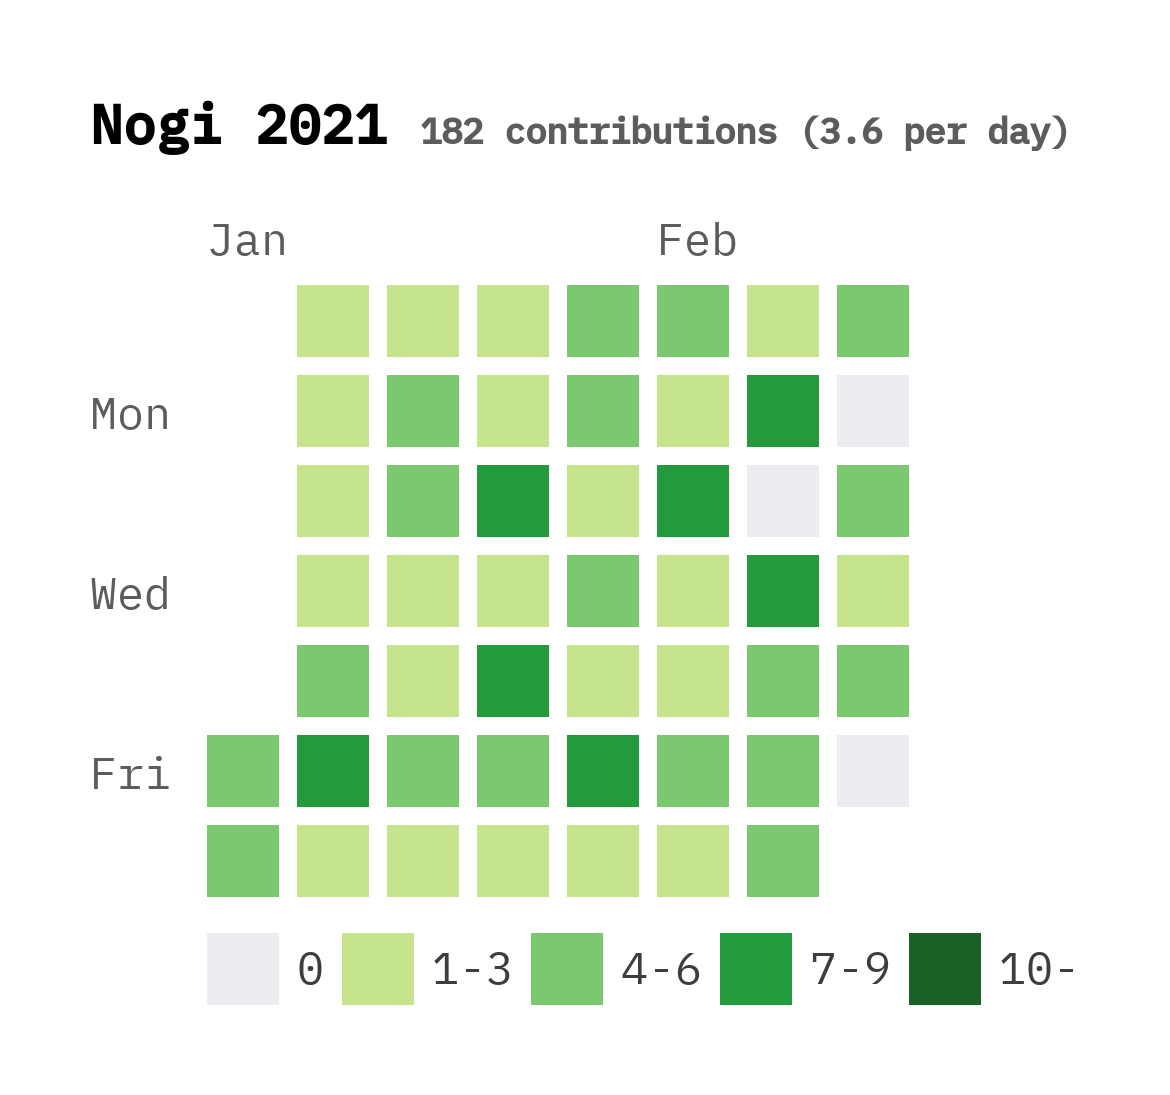 Nogi 2021 182 contributions (3.6 per day)
Jan Feb
Mon
Wed
Fri
0 1-3 4-6 7-9 10-